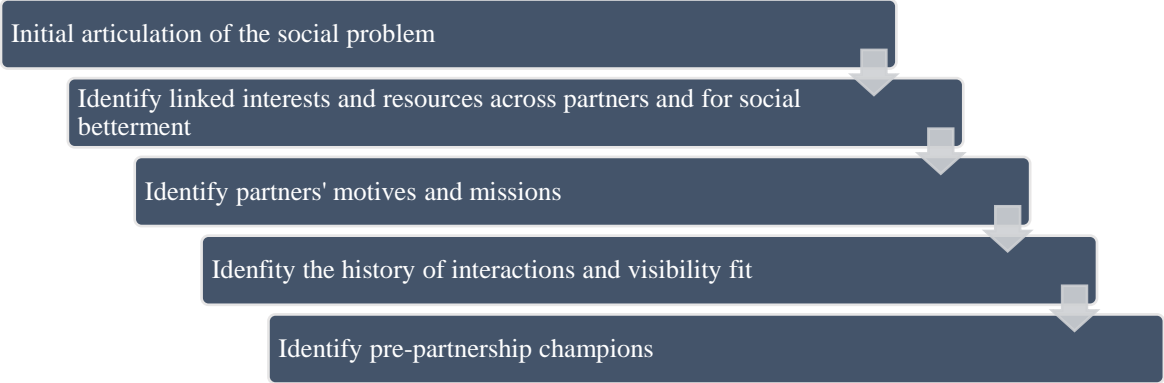 Initial articulation of the social problem
Identify linked interests and resources across partners and for social
betterment
Identify partners' motives and missions
Idenfity the history of interactions and visibility fit
Identify pre-partnership champions